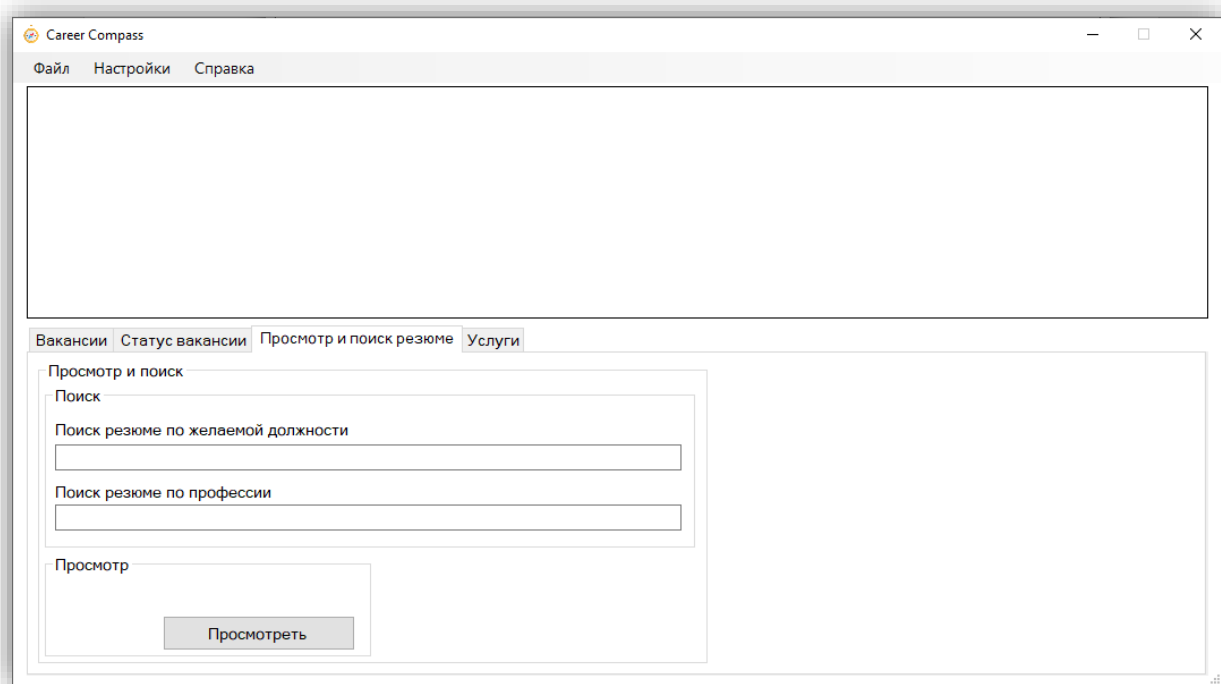 Career Compass
Файл Настройки Справка
Вакансии Статус вакансии Просмотр и поиск резюме Услуги
Просмотр и поиск
Поиск
Поиск резюме по желаемой должности
Поиск резюме по профессии
Просмотр
Просмотреть